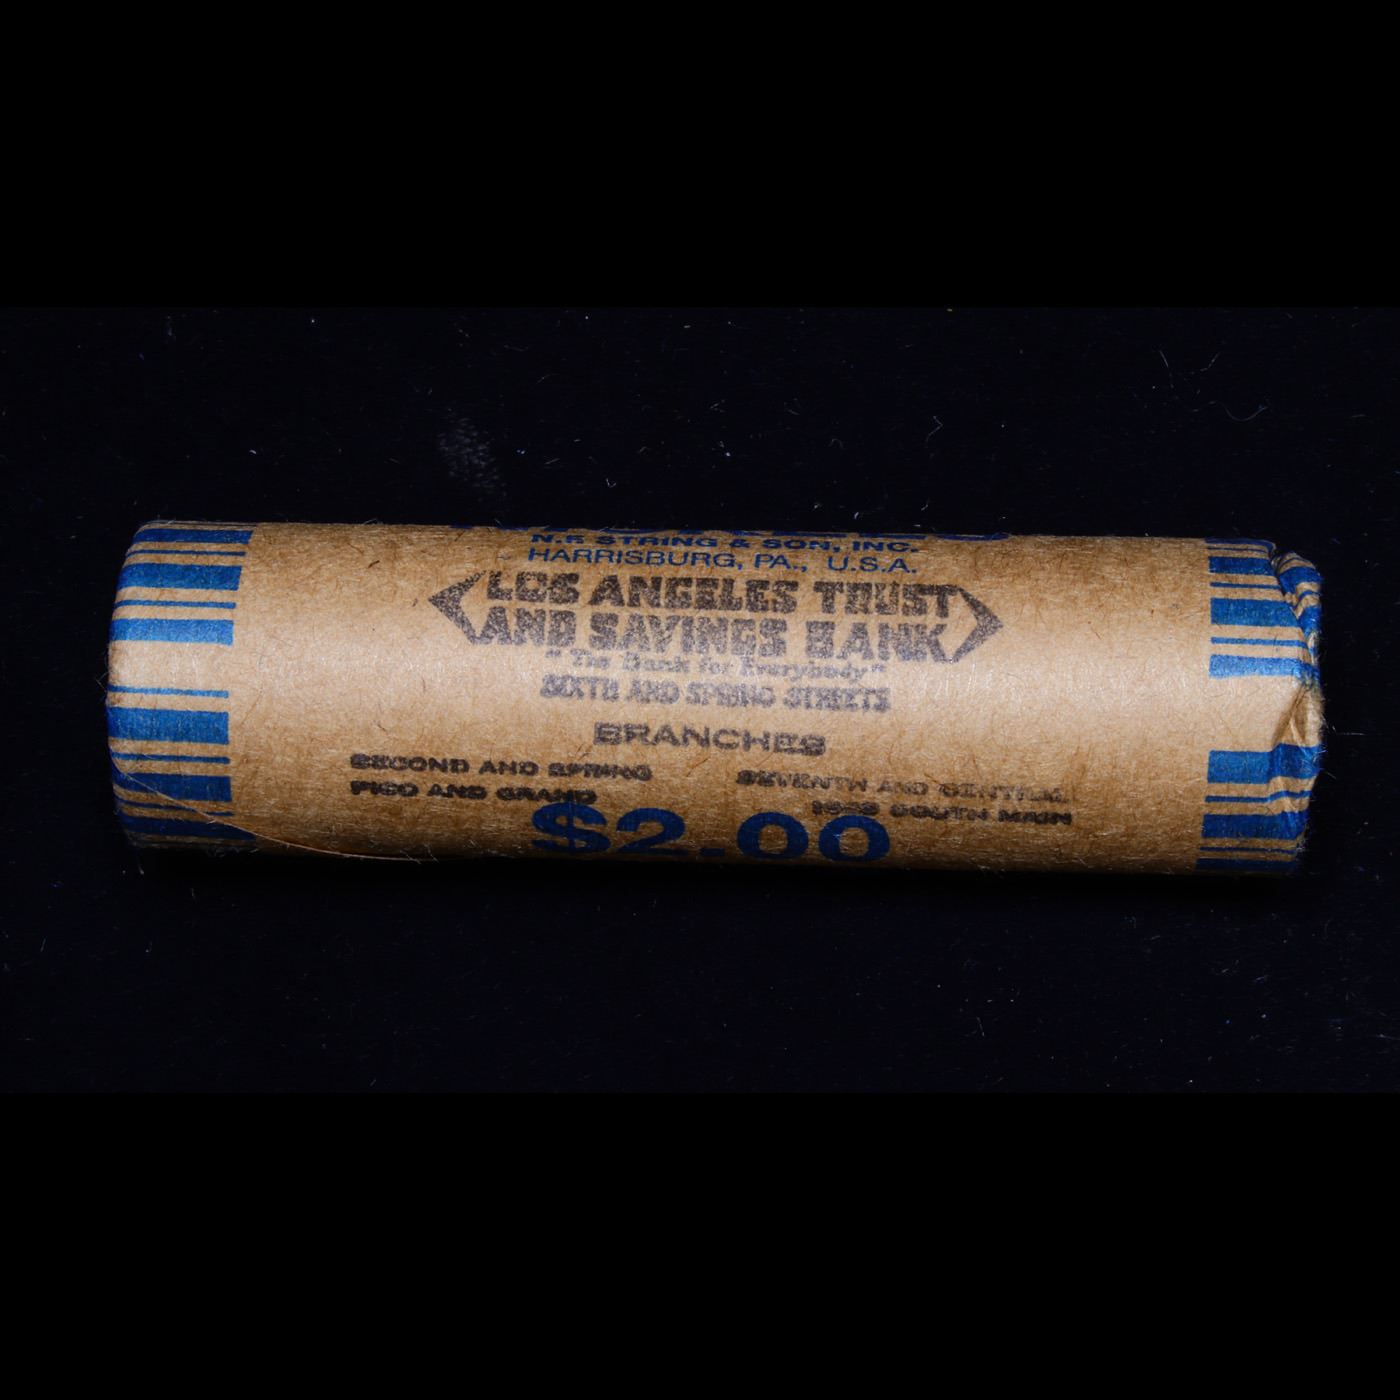 N.F. STRING & SON, INC.
HARRISBURG, PA., U.S.A.
LOS ANGELES TRUST
AND SAVINGS BANK
"The Bank for Everybody"
SIXTH AND SPRING STREETS
BRANCHES
SECOND AND SPRING
PICO AND GRAND
SEVENTH AND CENTRAL
SOUTH MAIN
$2.00